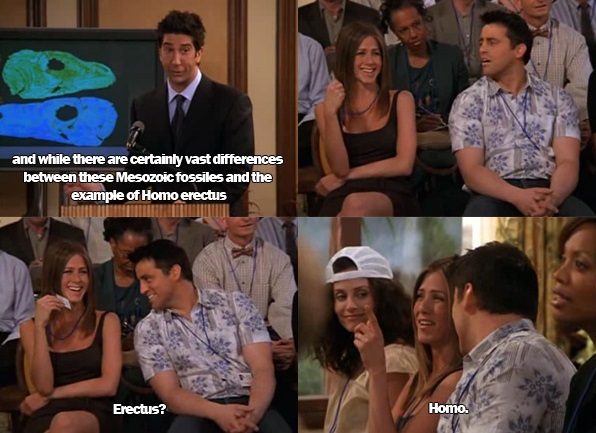 and while there are certainly vast differences
between these Mesozoic fossiles and the
example of Homo erectus
Erectus?
Homo.